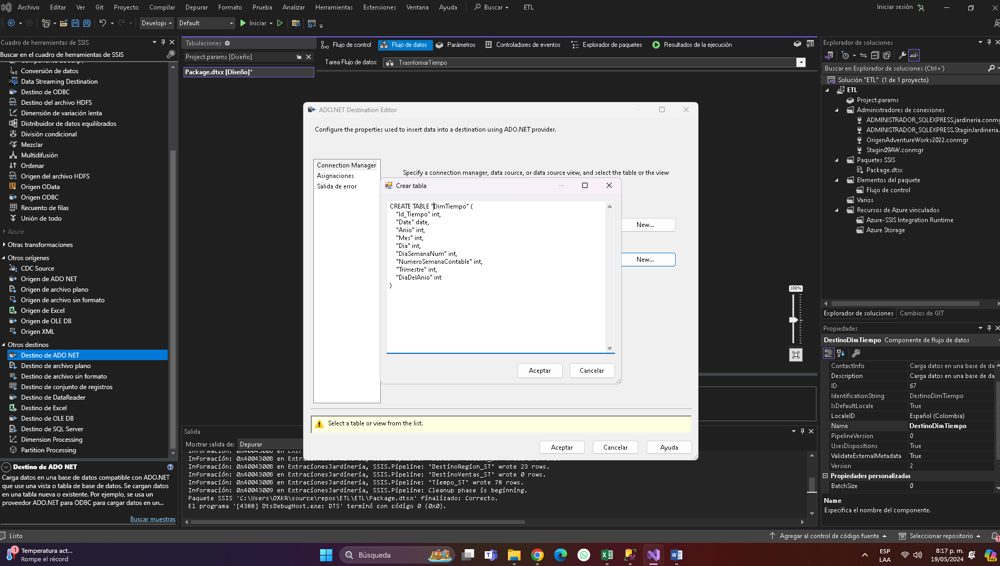 Archivo Editar Ver Git Proyecto Compilar Depurar Formato Prueba Analizar Herramientas Extensiones Ventana Ayuda Buscar ETL Iniciar sesión
Developi Default Iniciar
Cuadro de herramientas de SSIS
Buscar en el cuadro de herramientas de SSIS
Conversión de datos
Data Streaming Destination
Destino de ODBC
Destino del archivo HDFS
Dimensión de variación lenta
Distribuidor de datos equilibrados
División condicional
Mezclar
Multidifusión
Ordenar
Origen del archivo HDFS
Origen OData
Origen ODBC
Recuento de filas
Unión de todo
Azure
Otras transformaciones
Otros orígenes
CDC Source
Origen de ADO NET
Origen de archivo plano
Origen de archivo sin formato
Origen de Excel
Origen de OLE DB
Origen XML
Otros destinos
Destino de ADO NET
Destino de archivo plano
Destino de archivo sin formato
Destino de conjunto de registros
Destino de DataReader
Destino de Excel
Destino de OLE DB
Destino de SQL Server
Dimension Processing
Partition Processing
Destino de ADO NET
Carga datos en una base de datos compatible con ADO.NET
que use una vista o tabla de base de datos. Se cargan datos
en una tabla nueva o existente. Por ejemplo, se usa un
proveedor ADO.NET para ODBC para cargar datos en un...
Buscar muestras
Tabulaciones
Project.params [Diseño]
Package.dtsx [Diseño]*
Flujo de control Flujo de datos Parámetros Controladores de eventos Explorador de paquetes Resultados de la ejecución
Tarea Flujo de datos: TrasnformarTiempo
ADO.NET Destination Editor
Configure the properties used to insert data into a destination using ADO.NET provider.
Connection Manager
Asignaciones
Salida de error
Specify a connection manager, data source, or data source view, and select the table or the view
Crear tabla
CREATE TABLE "DimTiempo" (
"Id_Tiempo" int,
"Date" date,
"Anio" int,
"Mes" int,
"Dia" int,
"DiaSemanaNum" int,
"NumeroSemanaContable" int,
"Trimestre" int,
"DiaDelAnio" int
)
Aceptar Cancelar
New...
New...
Select a table or view from the list.
Aceptar Cancelar Ayuda
100%
Salida
Mostrar salida de: Depurar
Información: 0x4004300B en ExtracionesJardineria, SSIS.Pipeline: "DestinoRegion_ST" wrote 23 rows.
Información: 0x4004300B en ExtracionesJardineria, SSIS.Pipeline: "DestinoVentas_ST" wrote 0 rows.
Información: 0x4004300B en ExtracionesJardineria, SSIS.Pipeline: "Tiempo_ST" wrote 78 rows.
Información: 0x40043009 en ExtracionesJardineria, SSIS.Pipeline: Cleanup phase is beginning.
Paquete SSIS 'C:\Users\OXKR\source\repos\ETL\ETL\Package.dtsx' finalizado: Correcto.
El programa '[4388] DtsDebugHost.exe: DTS' terminó con código 0 (0x0).
Explorador de soluciones
Buscar en Explorador de soluciones (Ctrl+´)
Solución "ETL" (1 de 1 proyecto)
ETL
Project.params
Administradores de conexiones
ADMINISTRADOR_SQLEXPRESS.jardineria.conmg
ADMINISTRADOR_SQLEXPRESS.StaginJardineria.
OrigenAdventureWorks2022.conmgr
Stagin09AW.conmgr
Paquetes SSIS
Package.dtsx
Elementos del paquete
Flujo de control
Varios
Recursos de Azure vinculados
Azure-SSIS Integration Runtime
Azure Storage
Explorador de soluciones Cambios de GIT
Propiedades
DestinoDimTiempo Componente de flujo de datos
ContactInfo Carga datos en una base de da
Description Carga datos en una base de da
ID 67
IdentificationString DestinoDimTiempo
IsDefaultLocale True
LocaleID Español (Colombia)
Name DestinoDimTiempo
PipelineVersion 0
UsesDispositions True
ValidateExternalMetadata True
Version 2
Propiedades personalizadas
BatchSize 0
Name
Especifica el nombre del componente.
Listo
Agregar al control de código fuente Seleccionar repositorio 1
1 Temperatura act...
Rompe el récord
Búsqueda
ESP
LAA
8:17 p. m.
19/05/2024
PRE